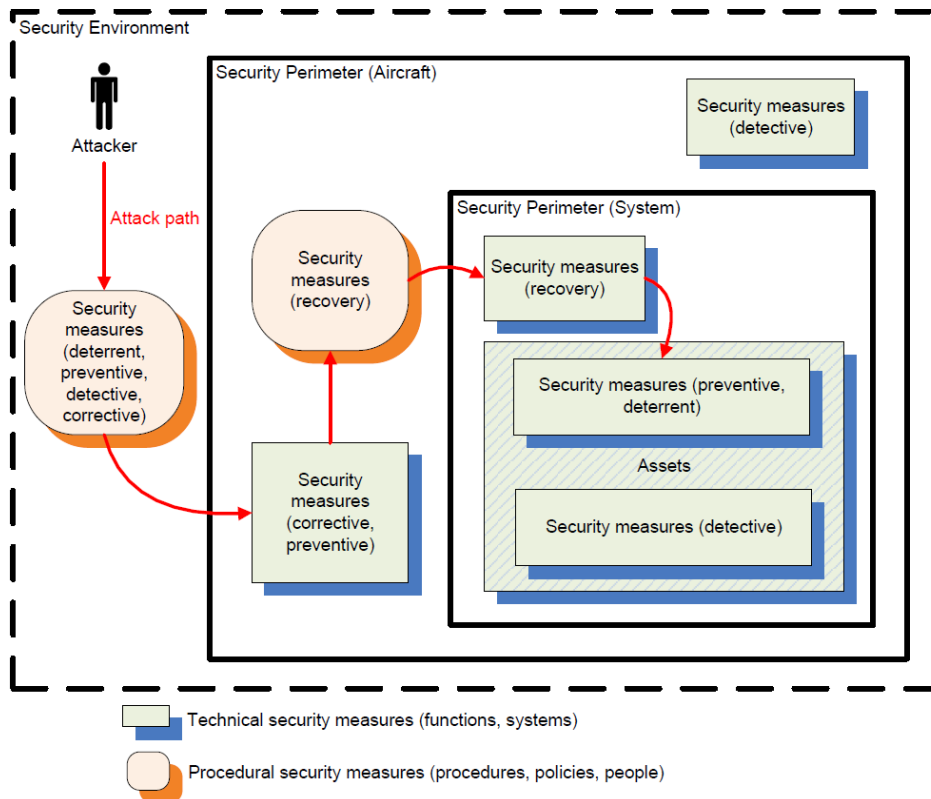 Security Environment
Attacker
Attack path
Security
measures
(deterrent,
preventive,
detective,
corrective)
Security Perimeter (Aircraft)
Security measures
(detective)
Security
measures
(recovery)
Security
measures
(corrective,
preventive)
Security Perimeter (System)
Security measures
(recovery)
Security measures (preventive,
deterrent)
Assets
Security measures (detective)
Technical security measures (functions, systems)
Procedural security measures (procedures, policies, people)